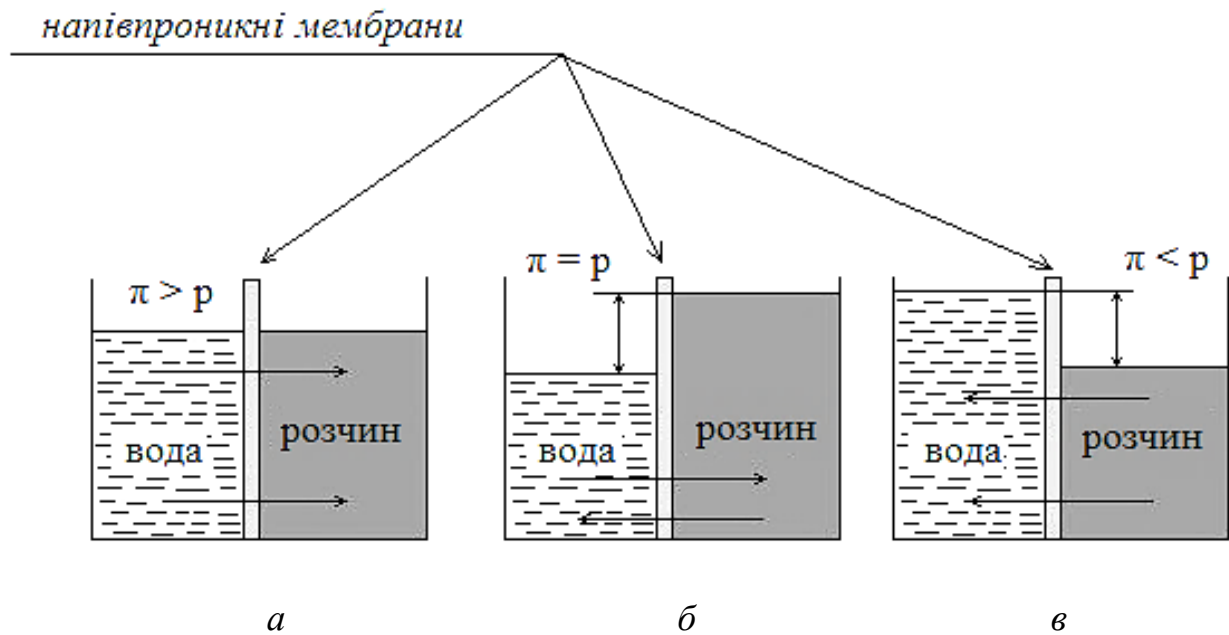 напівпроникні мембрани
π > p
π = p
π < p
вода
розчин
вода
розчин
вода
розчин
а
б
в